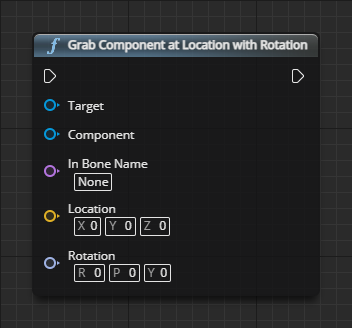 f Grab Component at Location with Rotation
Target
Component
In Bone Name
None
Location
X 0 Y 0 Z 0
Rotation
R 0 P 0 Y 0